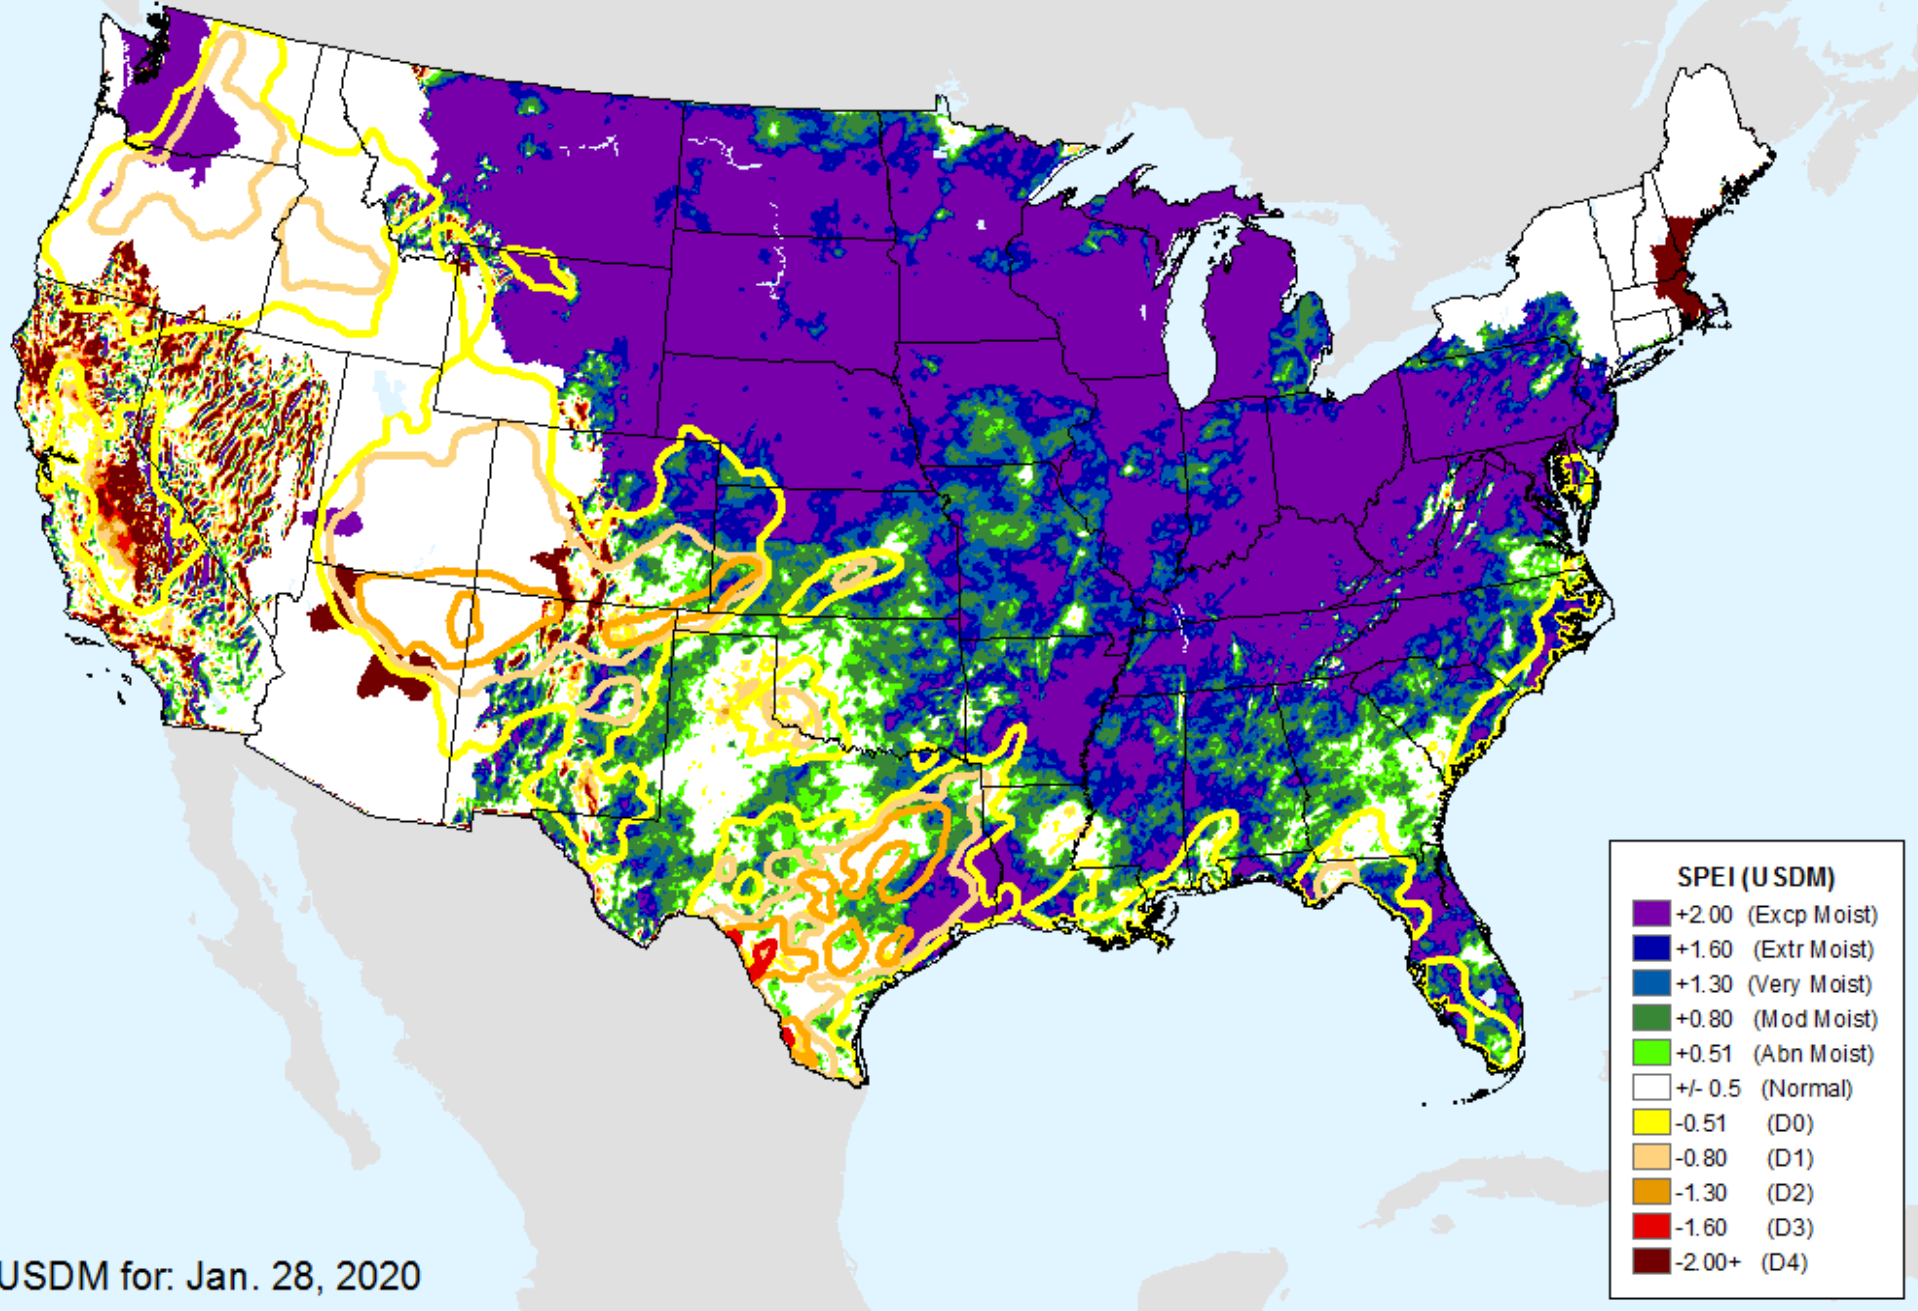 SPEI (USDM)
+2.00 (Excp Moist)
+1.60 (Extr Moist)
+1.30 (Very Moist)
+0.80 (Mod Moist)
+0.51 (Abn Moist)
+/- 0.5 (Normal)
-0.51 (D0)
-0.80 (D1)
-1.30 (D2)
-1.60 (D3)
-2.00+ (D4)
USDM for: Jan. 28, 2020